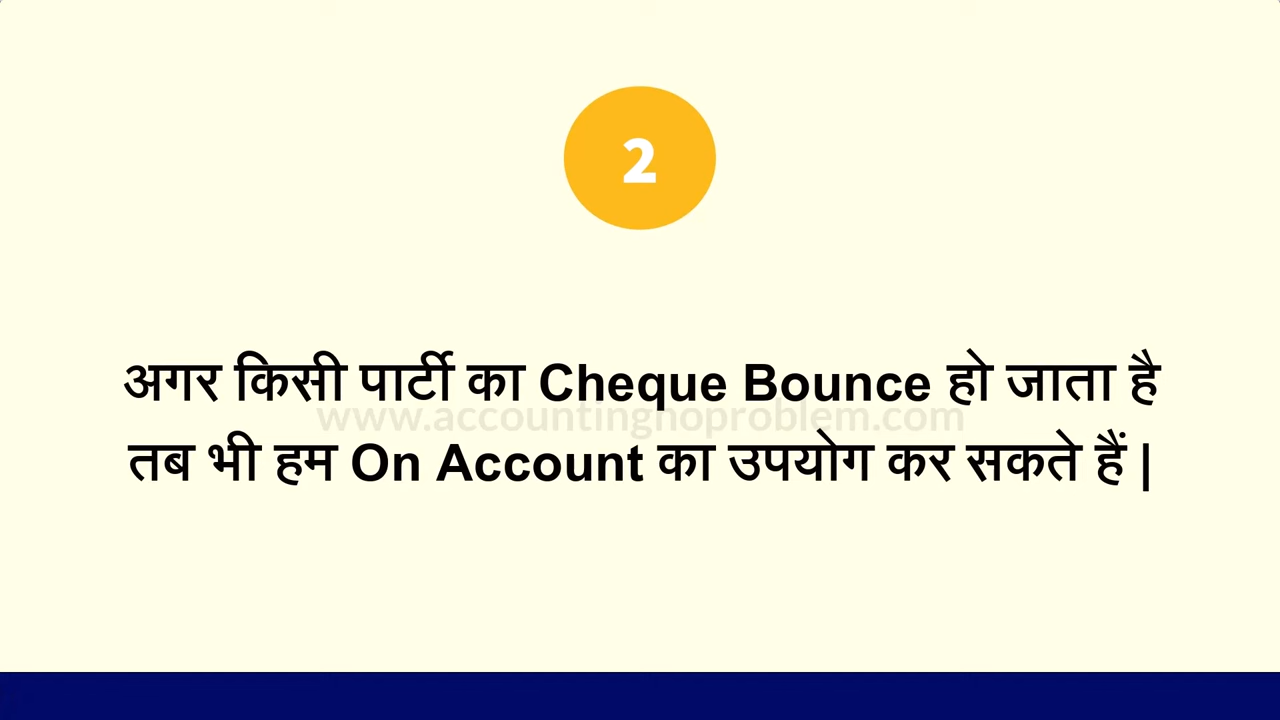 2
अगर किसी पार्टी का Cheque Bounce हो जाता है
www.accountingnoproblem.com
तब भी हम On Account का उपयोग कर सकते हैं |